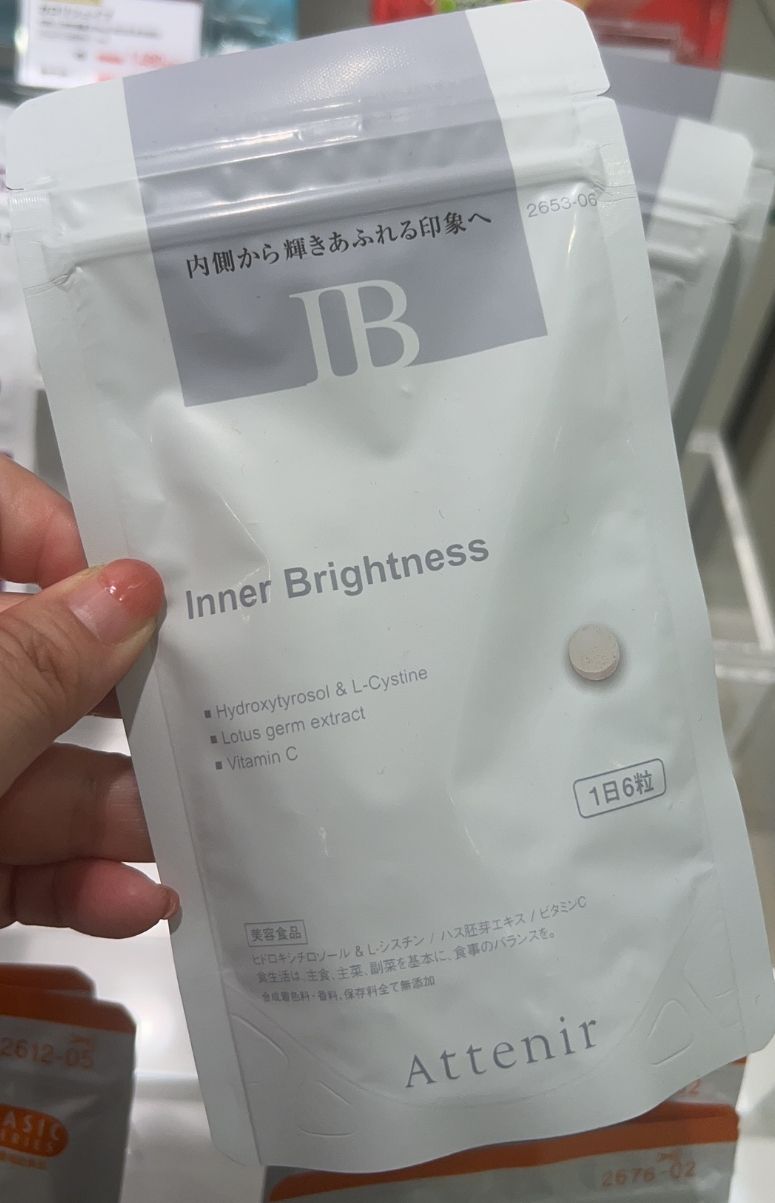 2653-06
内側から輝きあふれる印象へ
IB
Inner Brightness
■ Hydroxytyrosol & L-Cystine
■ Lotus germ extract
■ Vitamin C
1日6粒
美容食品
ヒドロキシチロソール & L-シスチン / ハス胚芽エキス / ビタミンC
食生活は、主食、主菜、副菜を基本に、食事のバランスを。
合成着色料・香料、保存料全て無添加
Attenir
2612-05
ASIC
2676-02